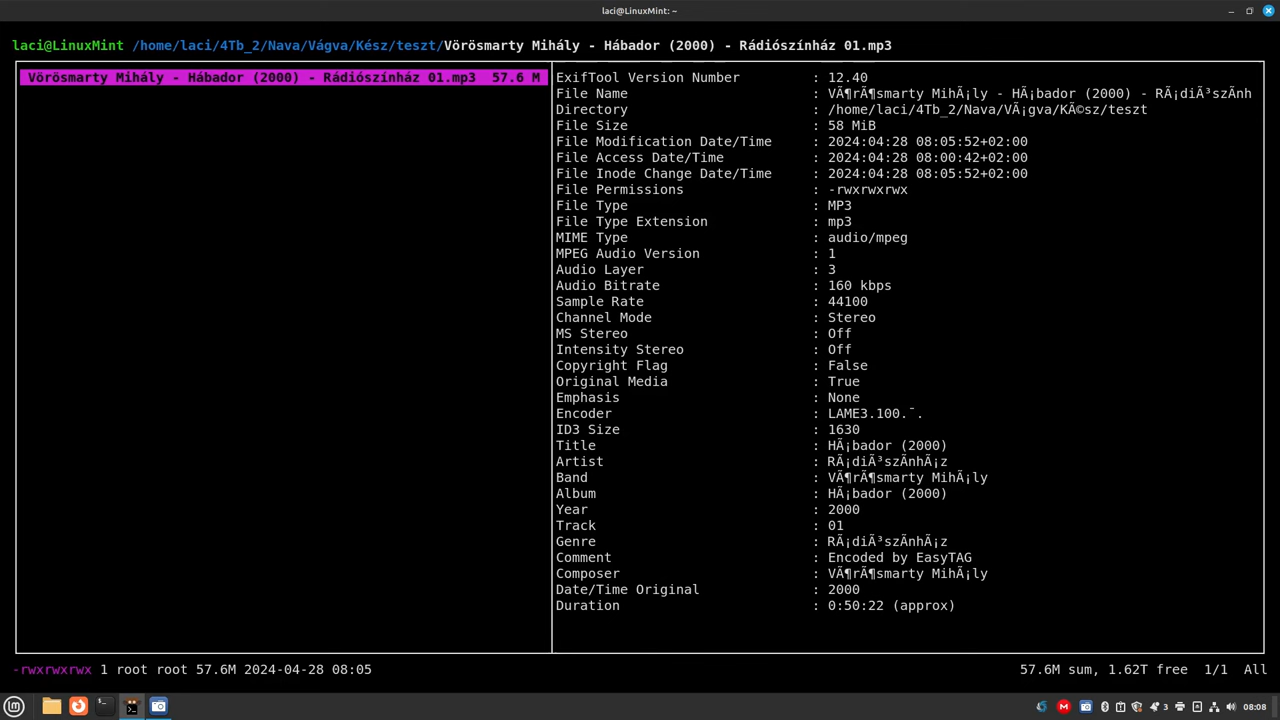 laci@LinuxMint: ~
laci@LinuxMint /home/laci/4Tb_2/Nava/Vágva/Kész/teszt/Vörösmarty Mihály - Hábador (2000) - Rádiószínház 01.mp3
Vörösmarty Mihály - Hábador (2000) - Rádiószínház 01.mp3 57.6 M
ExifTool Version Number : 12.40
File Name : VÃ¶rÃ¶smarty MihÃ¡ly - HÃ¡bador (2000) - RÃ¡diÃ³szÃnh
Directory : /home/laci/4Tb_2/Nava/VÃ¡gva/KÃ©sz/teszt
File Size : 58 MiB
File Modification Date/Time : 2024:04:28 08:05:52+02:00
File Access Date/Time : 2024:04:28 08:00:42+02:00
File Inode Change Date/Time : 2024:04:28 08:05:52+02:00
File Permissions : -rwxrwxrwx
File Type : MP3
File Type Extension : mp3
MIME Type : audio/mpeg
MPEG Audio Version : 1
Audio Layer : 3
Audio Bitrate : 160 kbps
Sample Rate : 44100
Channel Mode : Stereo
MS Stereo : Off
Intensity Stereo : Off
Copyright Flag : False
Original Media : True
Emphasis : None
Encoder : LAME3.100.¯.
ID3 Size : 1630
Title : HÃ¡bador (2000)
Artist : RÃ¡diÃ³szÃnhÃ¡z
Band : VÃ¶rÃ¶smarty MihÃ¡ly
Album : HÃ¡bador (2000)
Year : 2000
Track : 01
Genre : RÃ¡diÃ³szÃnhÃ¡z
Comment : Encoded by EasyTAG
Composer : VÃ¶rÃ¶smarty MihÃ¡ly
Date/Time Original : 2000
Duration : 0:50:22 (approx)
-rwxrwxrwx 1 root root 57.6M 2024-04-28 08:05 57.6M sum, 1.62T free 1/1 All
3 08:08